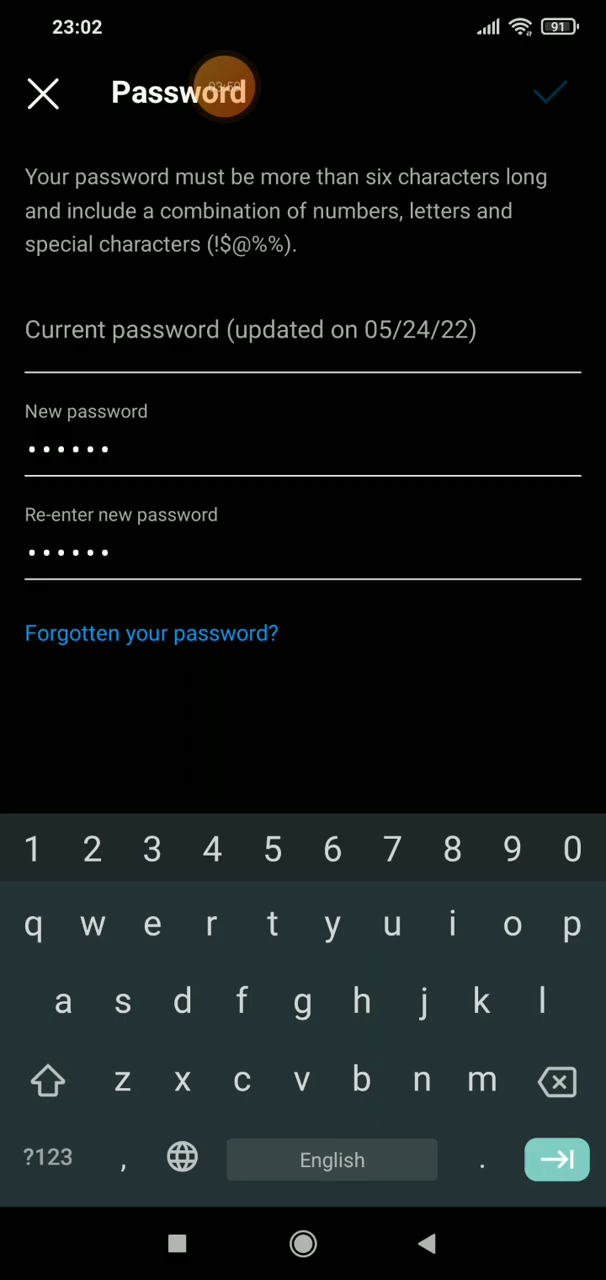 23:02
91
Password
Your password must be more than six characters long
and include a combination of numbers, letters and
special characters (!$@%%).
Current password (updated on 05/24/22)
New password
••••••
Re-enter new password
••••••
Forgotten your password?
1 2 3 4 5 6 7 8 9 0
q w e r t y u i o p
a s d f g h j k l
z x c v b n m
?123 , English .